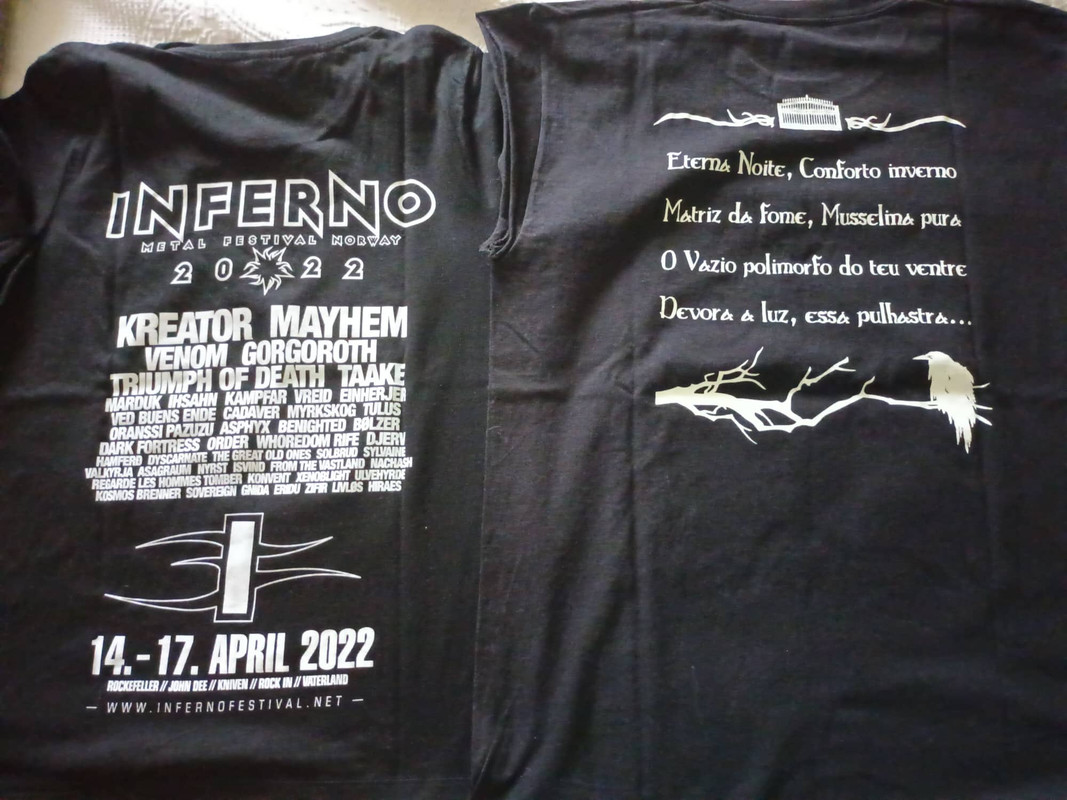 INFERNO
METAL FESTIVAL NORWAY
2022
KREATOR MAYHEM
VENOM GORGOROTH
TRIUMPH OF DEATH TAAKE
MARDUK IHSAHN KAMPFAR VREID EINHERJER
VED BUENS ENDE CADAVER MYRKSKOG TULUS
ORANSSI PAZUZU ASPHYX BENIGHTED BØLZER
DARK FORTRESS ORDER WHOREDOM RIFE DJERV
HAMFERÐ DYSCARNATE THE GREAT OLD ONES SOLBRUD SYLVAINE
VALKYRJA ASAGRAUM NYRST ISVIND FROM THE VASTLAND NACHASH
REGARDE LES HOMMES TOMBER KONVENT XENOBLIGHT ULVEHYRDE
KOSMOS BRENNER SOVEREIGN GNIDA ERIDU ZIFIR LIVLØS HIRAES
14.-17. APRIL 2022
ROCKEFELLER // JOHN DEE // KNIVEN // ROCK IN // VATERLAND
— WWW.INFERNOFESTIVAL.NET —
Eterna Noite, Conforto inverno
Matriz da fome, Musselina pura
O Vazio polimorfo do teu ventre
Devora a luz, essa pulhastra...